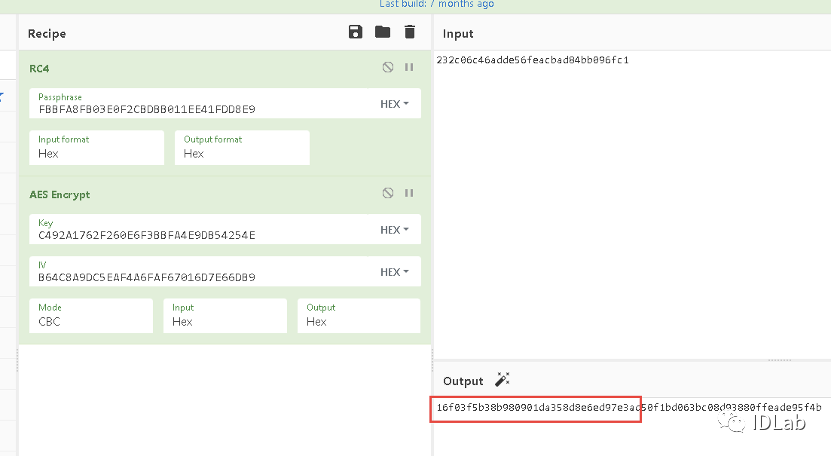 Last build: 7 months ago
Recipe
Input
RC4
Passphrase
FBBFA8FB03E0F2CBDBB011EE41FDD8E9
HEX
Input format
Hex
Output format
Hex
AES Encrypt
Key
C492A1762F260E6F3BBFA4E9DB54254E
HEX
IV
B64C8A9DC5EAF4A6FAF67016D7E66DB9
HEX
Mode
CBC
Input
Hex
Output
Hex
232c06c46adde56feacbad84bb096fc1
Output
16f03f5b38b980901da358d8e6ed97e3ad50f1bd063bc08d93880ffeade95f4b
IDLab